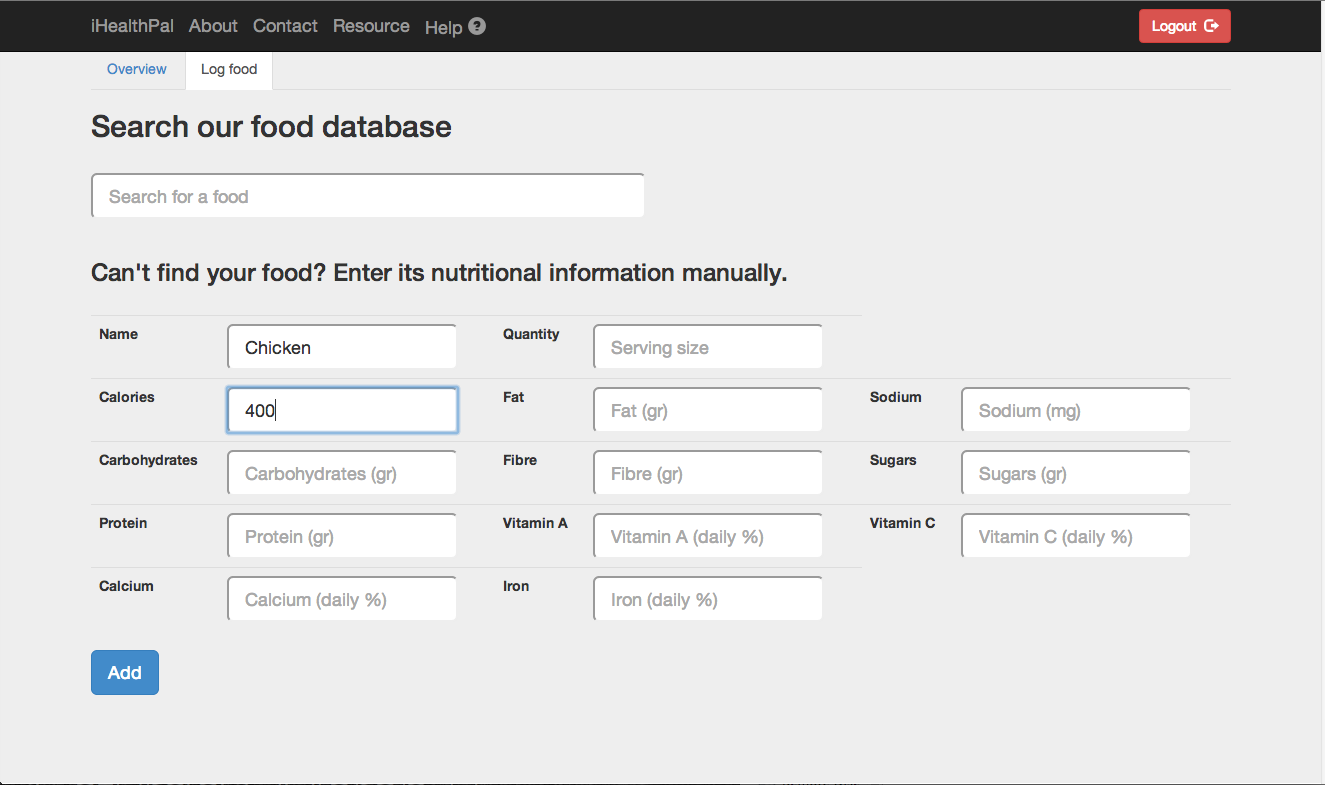 iHealthPal About Contact Resource Help ? Logout
Overview Log food
Search our food database
Search for a food
Can't find your food? Enter its nutritional information manually.
Name Chicken Quantity Serving size
Calories 400 Fat Fat (gr) Sodium Sodium (mg)
Carbohydrates Carbohydrates (gr) Fibre Fibre (gr) Sugars Sugars (gr)
Protein Protein (gr) Vitamin A Vitamin A (daily %) Vitamin C Vitamin C (daily %)
Calcium Calcium (daily %) Iron Iron (daily %)
Add